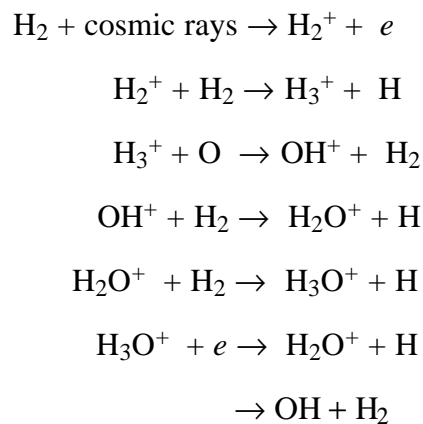 H₂ + cosmic rays → H₂⁺ + e
H₂⁺ + H₂ → H₃⁺ + H
H₃⁺ + O → OH⁺ + H₂
OH⁺ + H₂ → H₂O⁺ + H
H₂O⁺ + H₂ → H₃O⁺ + H
H₃O⁺ + e → H₂O⁺ + H
→ OH + H₂